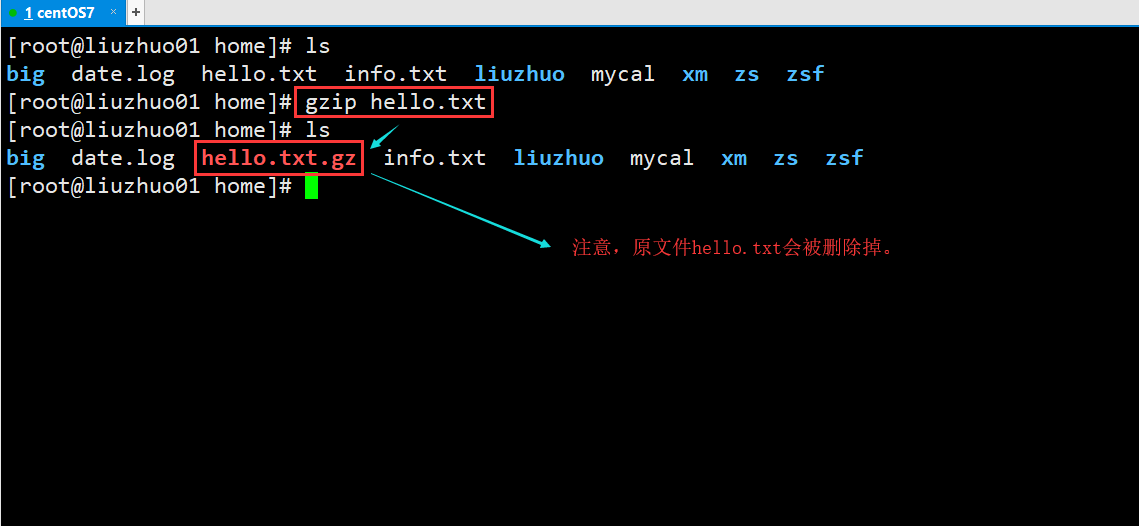 1 centOS7 × +
[root@liuzhuo01 home]# ls
big date.log hello.txt info.txt liuzhuo mycal xm zs zsf
[root@liuzhuo01 home]# gzip hello.txt
[root@liuzhuo01 home]# ls
big date.log hello.txt.gz info.txt liuzhuo mycal xm zs zsf
[root@liuzhuo01 home]#
注意，原文件hello.txt会被删除掉。